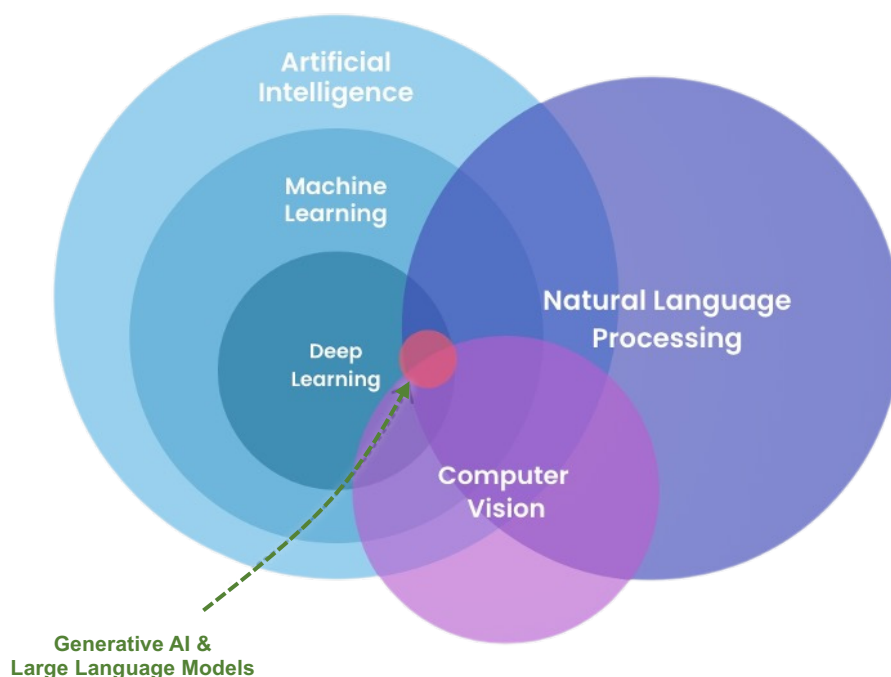 Artificial
Intelligence
Machine
Learning
Natural Language
Processing
Deep
Learning
Computer
Vision
Generative AI &
Large Language Models